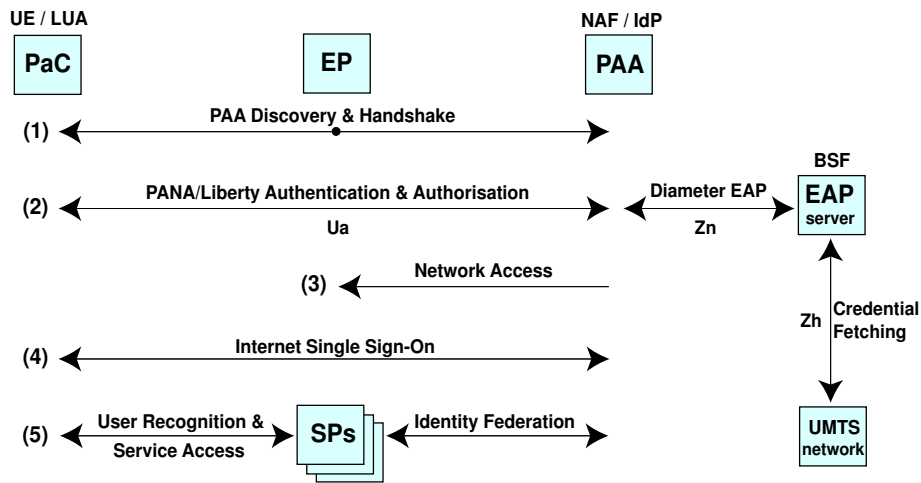 UE / LUA
NAF / IdP
PaC
EP
PAA
(1)
PAA Discovery & Handshake
BSF
(2)
PANA/Liberty Authentication & Authorisation
Ua
Diameter EAP
Zn
EAP
server
(3)
Network Access
Zh
Credential
Fetching
(4)
Internet Single Sign-On
(5)
User Recognition &
Service Access
SPs
Identity Federation
UMTS
network